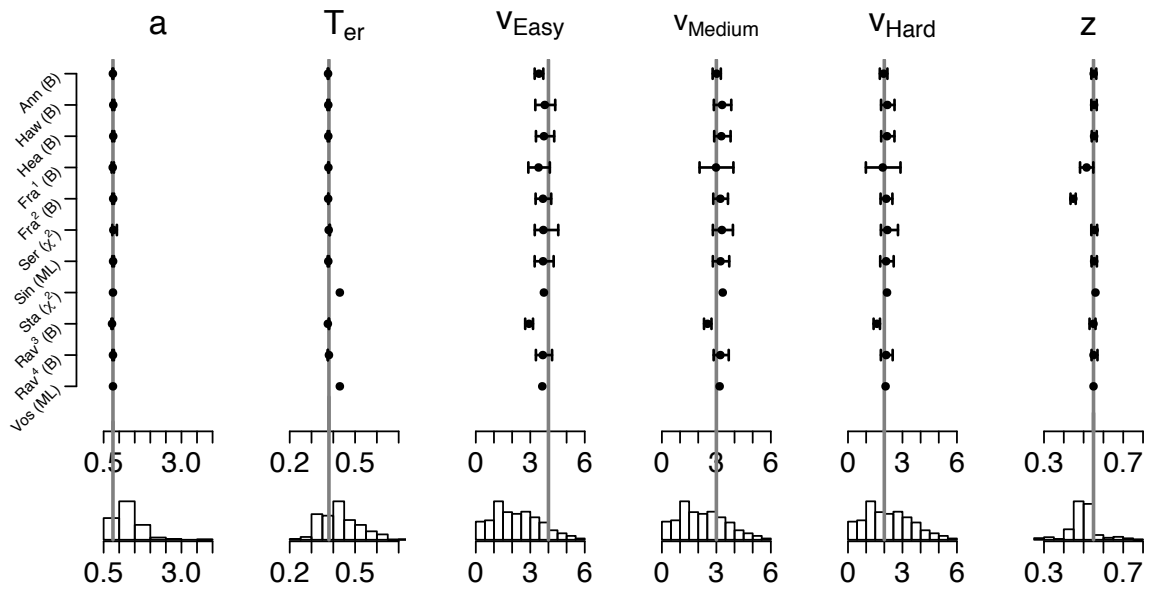 a T_er v_Easy v_Medium v_Hard z
Ann (B)
Haw (B)
Hea (B)
Fra¹ (B)
Fra² (B)
Ser (χ²)
Sin (ML)
Sta (χ²)
Rav³ (B)
Rav⁴ (B)
Vos (ML)
0.5 3.0 0.2 0.5 0 3 6 0 3 6 0 3 6 0.3 0.7
0.5 3.0 0.2 0.5 0 3 6 0 3 6 0 3 6 0.3 0.7